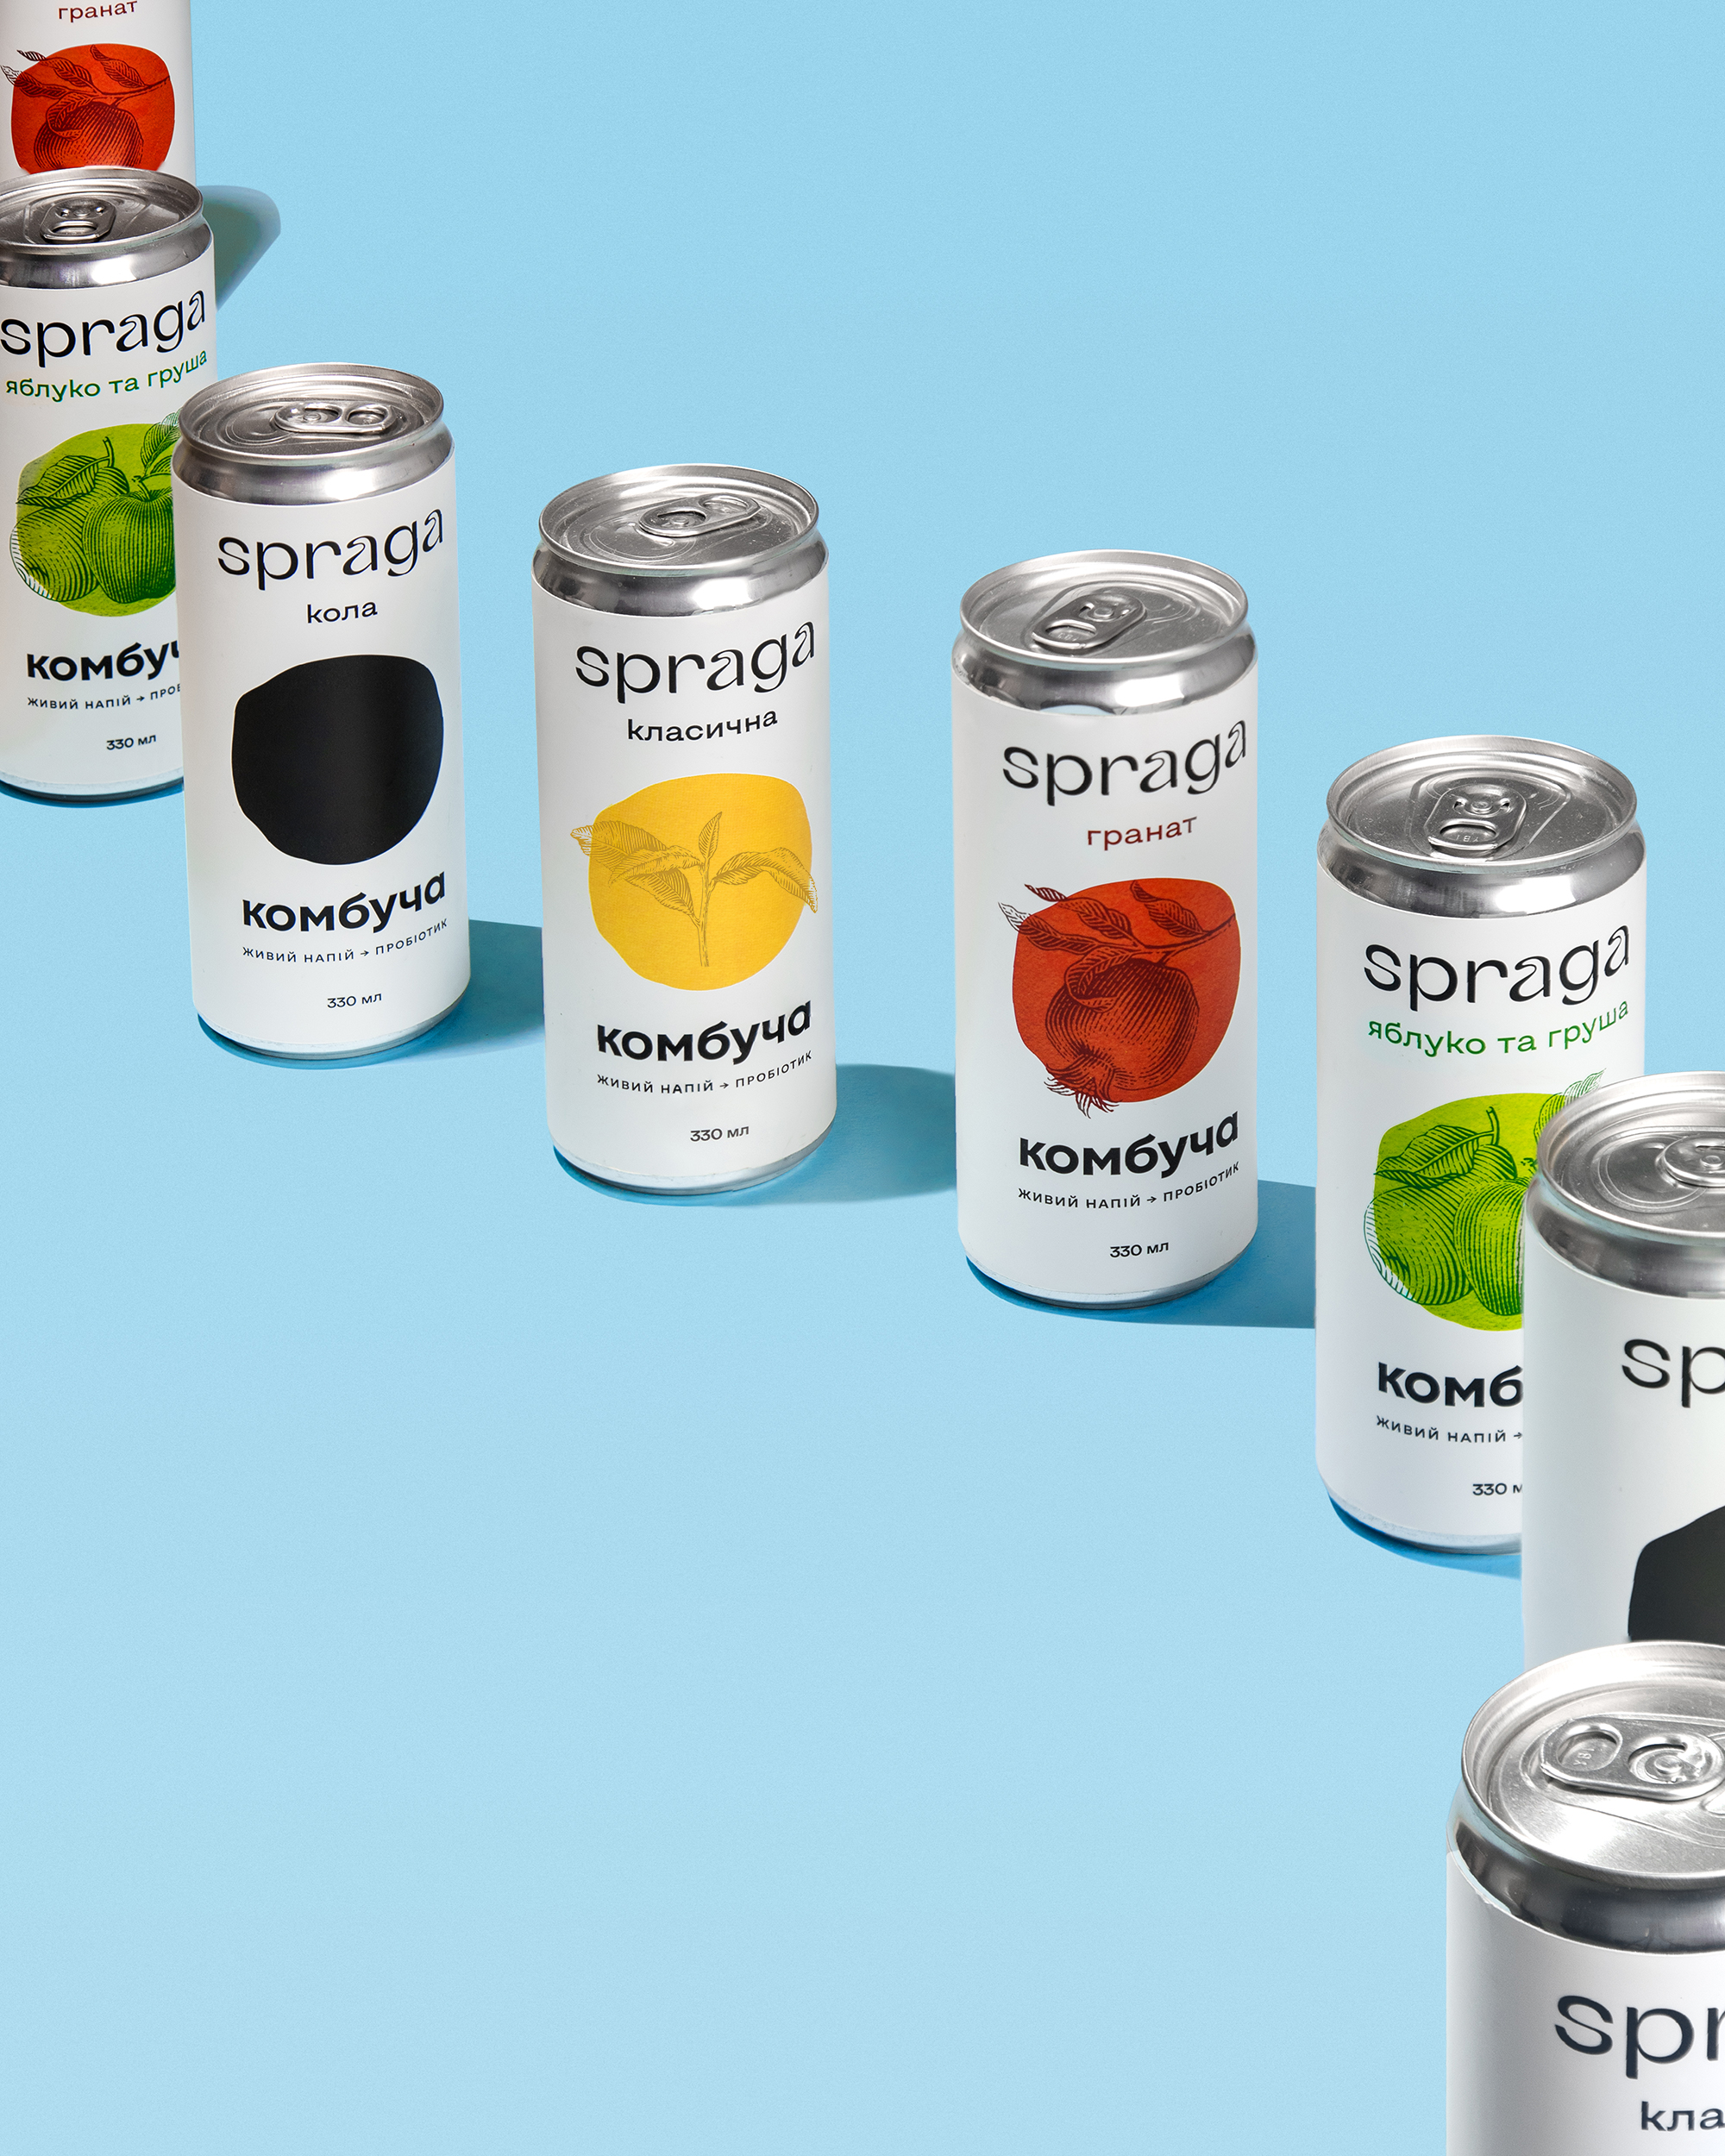 гранат
spraga
яблуко та груша
комбуч
живий напій → проб
330 мл
spraga
кола
комбуча
живий напій → пробіотик
330 мл
spraga
класична
комбуча
живий напій → пробіотик
330 мл
spraga
гранат
комбуча
живий напій → пробіотик
330 мл
spraga
яблуко та груша
комб
живий напій →
330 м
sp
spr
кла